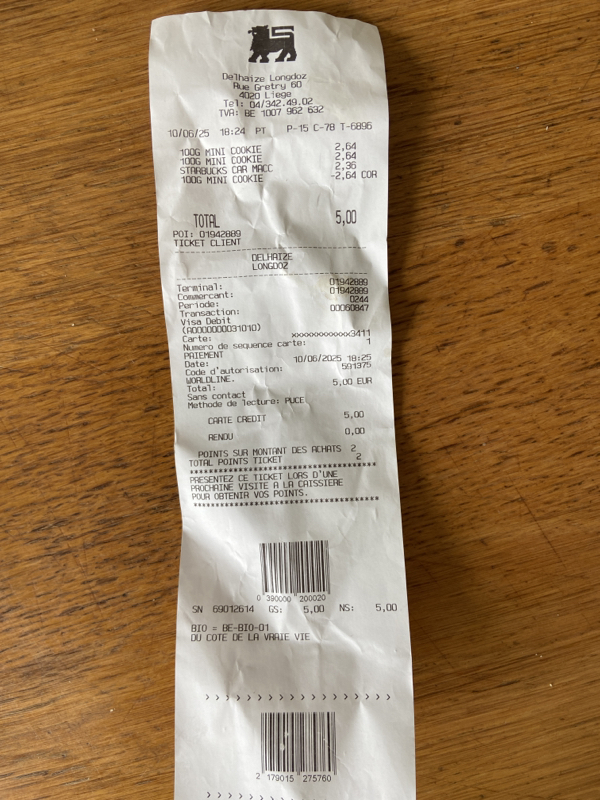 Delhaize Longdoz
Rue Gretry 60
4020 Liege
Tel: 04/342.49.02
TVA: BE 1007 962 632
10/06/25 18:24 PT P-15 C-78 T-6896
100G MINI COOKIE 2,64
100G MINI COOKIE 2,64
STARBUCKS CAR MACC 2,36
100G MINI COOKIE -2,64 COR
TOTAL 5,00
POI: 01942889
TICKET CLIENT
DELHAIZE
LONGDOZ
Terminal: 01942889
Commercant: 01942889
Periode: 0244
Transaction: 00060847
Visa Debit
(A0000000031010)
Carte: xxxxxxxxxxxx3411
Numero de sequence carte: 1
PAIEMENT
Date: 10/06/2025 18:25
Code d'autorisation: 591375
WORLDLINE.
Total: 5,00 EUR
Sans contact
Methode de lecture: PUCE
CARTE CREDIT 5,00
RENDU 0,00
POINTS SUR MONTANT DES ACHATS 2
TOTAL POINTS TICKET 2
****************************************
PRESENTEZ CE TICKET LORS D'UNE
PROCHAINE VISITE A LA CAISSIERE
POUR OBTENIR VOS POINTS.
****************************************
0 390000 200020
SN 69012614 GS: 5,00 NS: 5,00
BIO = BE-BIO-01
DU COTE DE LA VRAIE VIE
> > > > > > > > > > > > > > > >
2 179015 275760
> > > > > > > > > > > > > > > >